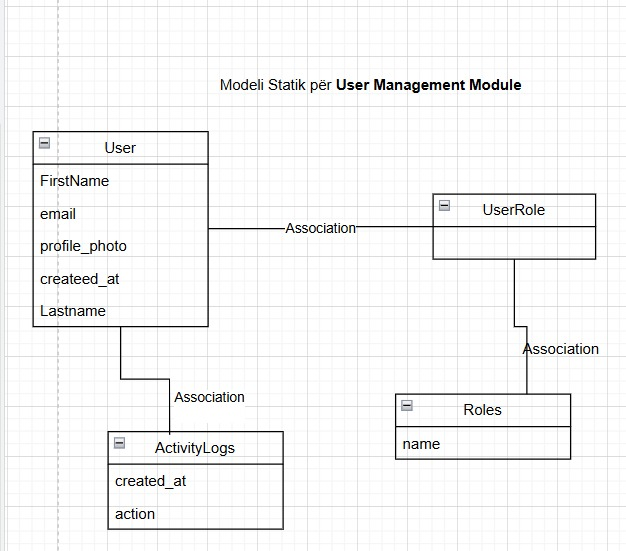 Modeli Statik për User Management Module
User
FirstName
email
profile_photo
createed_at
Lastname
Association
UserRole
Association
Association
ActivityLogs
created_at
action
Roles
name